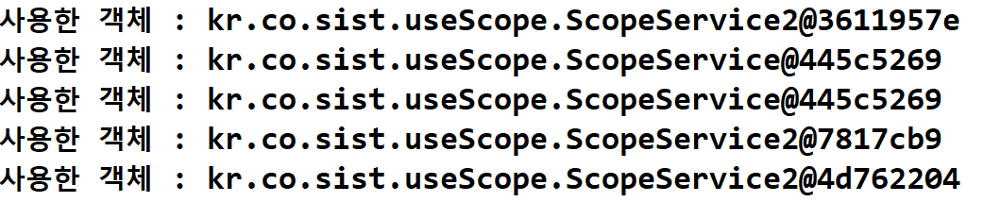 사용한 객체 : kr.co.sist.useScope.ScopeService2@3611957e
사용한 객체 : kr.co.sist.useScope.ScopeService@445c5269
사용한 객체 : kr.co.sist.useScope.ScopeService@445c5269
사용한 객체 : kr.co.sist.useScope.ScopeService2@7817cb9
사용한 객체 : kr.co.sist.useScope.ScopeService2@4d762204